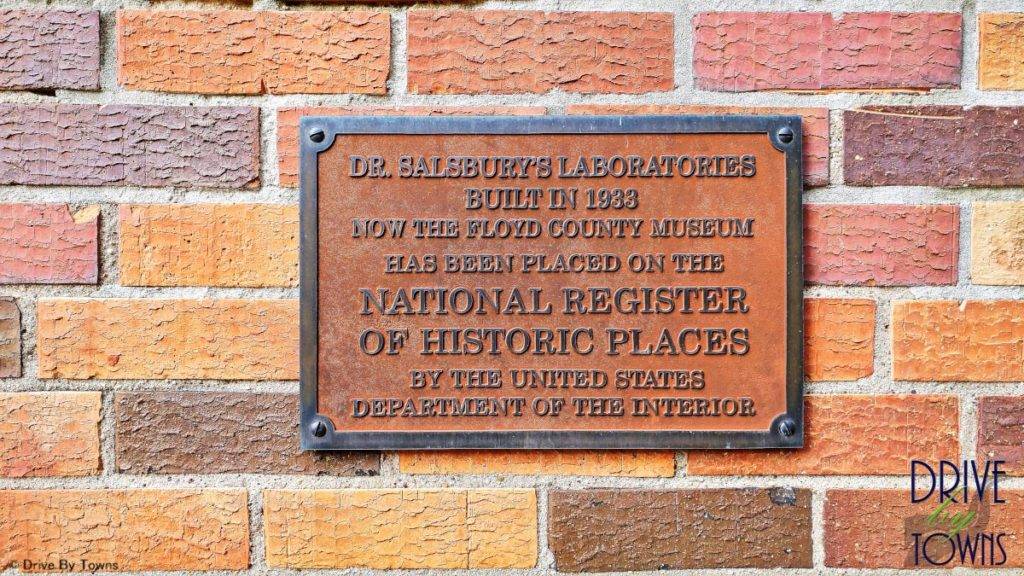 DR. SALSBURY'S LABORATORIES
BUILT IN 1933
NOW THE FLOYD COUNTY MUSEUM
HAS BEEN PLACED ON THE
NATIONAL REGISTER
OF HISTORIC PLACES
BY THE UNITED STATES
DEPARTMENT OF THE INTERIOR
© Drive By Towns
DRIVE
by
TOWNS